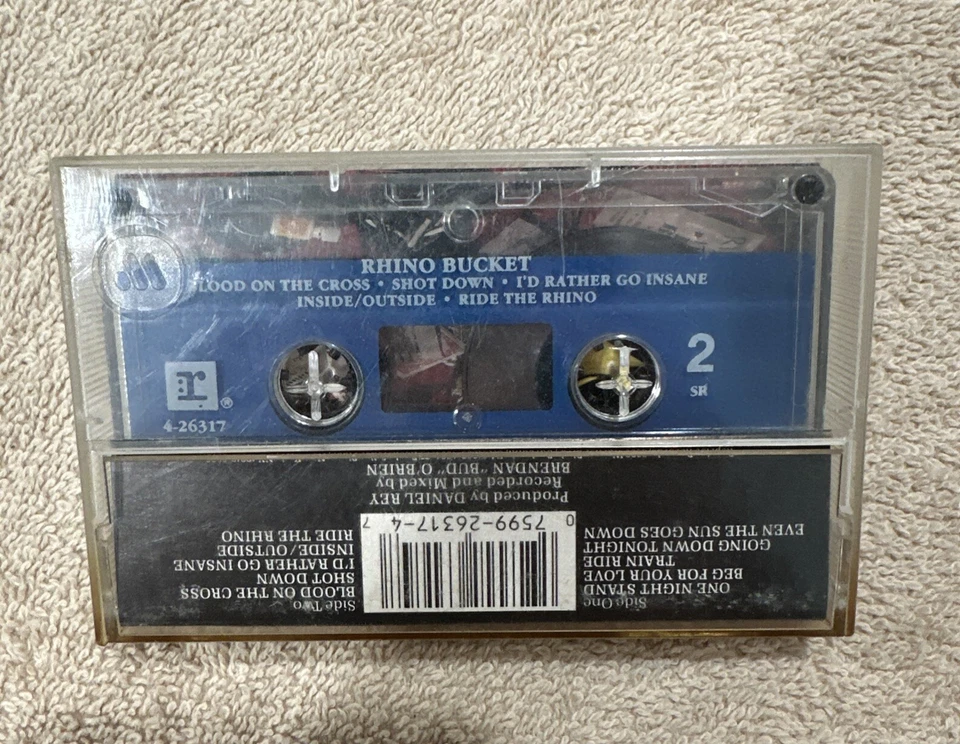 RHINO BUCKET
LOOD ON THE CROSS • SHOT DOWN • I'D RATHER GO INSANE
INSIDE/OUTSIDE • RIDE THE RHINO
2
SR
r ®
4-26317
Side One
ONE NIGHT STAND
BEG FOR YOUR LOVE
TRAIN RIDE
GOING DOWN TONIGHT
EVEN THE SUN GOES DOWN
Side Two
BLOOD ON THE CROSS
SHOT DOWN
I'D RATHER GO INSANE
INSIDE/OUTSIDE
RIDE THE RHINO
0 7599-26317-4 7
Produced by DANIEL REY
Recorded and Mixed by
BRENDAN "BUD" O'BRIEN